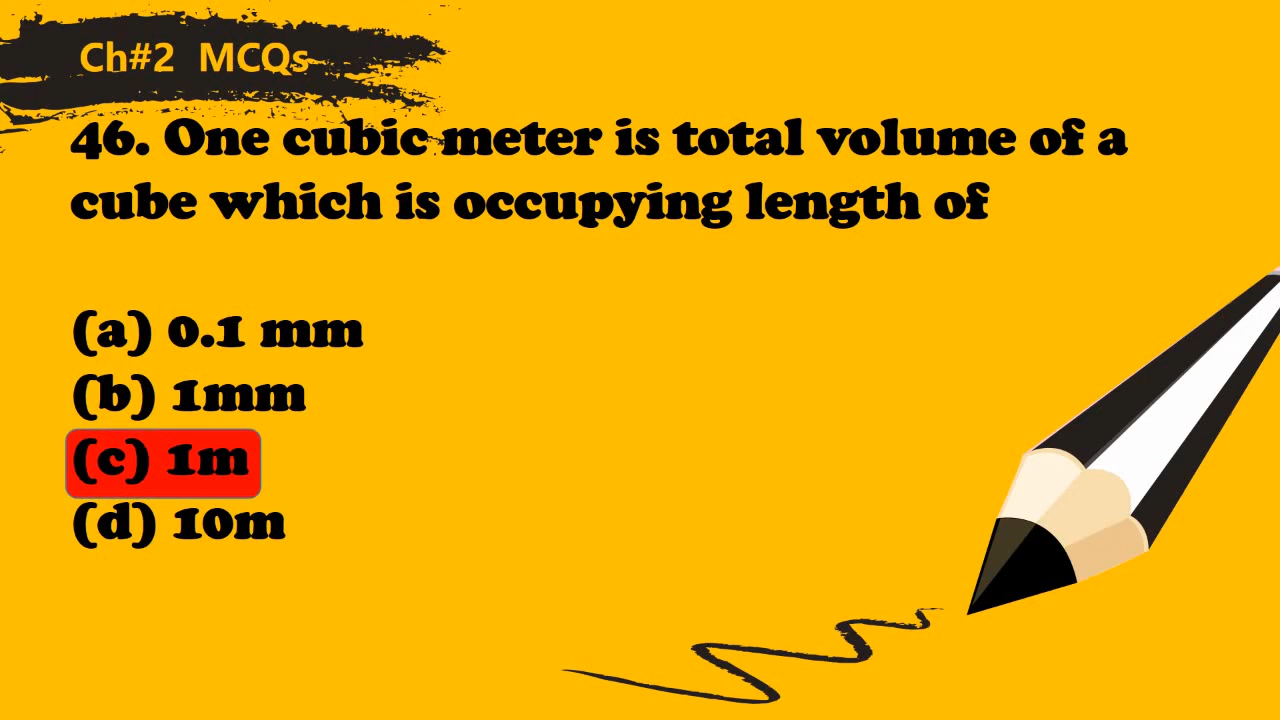 Ch#2 MCQs
46. One cubic meter is total volume of a
cube which is occupying length of
(a) 0.1 mm
(b) 1mm
(c) 1m
(d) 10m